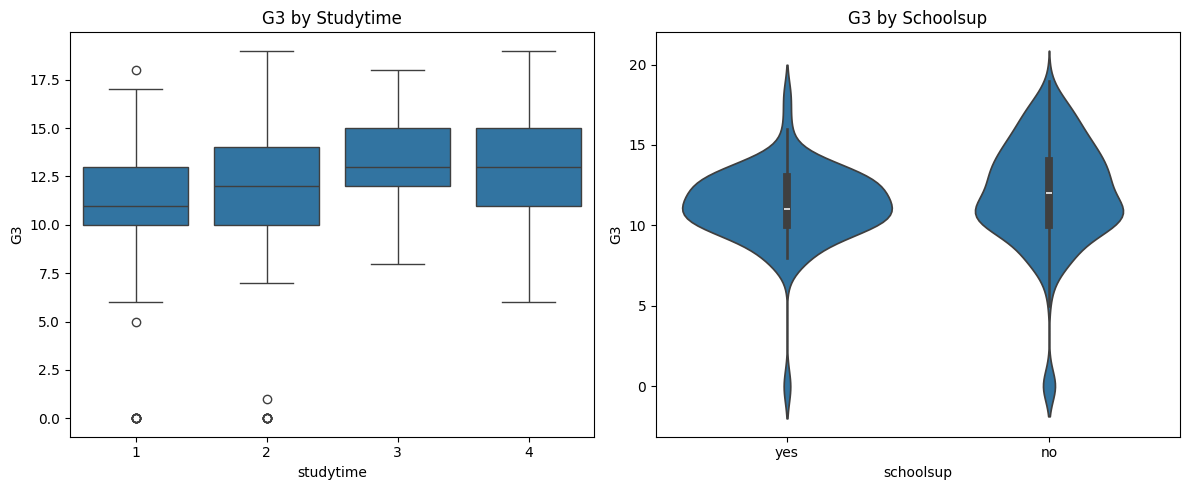 G3 by Studytime
G3
17.5
15.0
12.5
10.0
7.5
5.0
2.5
0.0
1 2 3 4
studytime
G3 by Schoolsup
G3
20
15
10
5
0
yes no
schoolsup